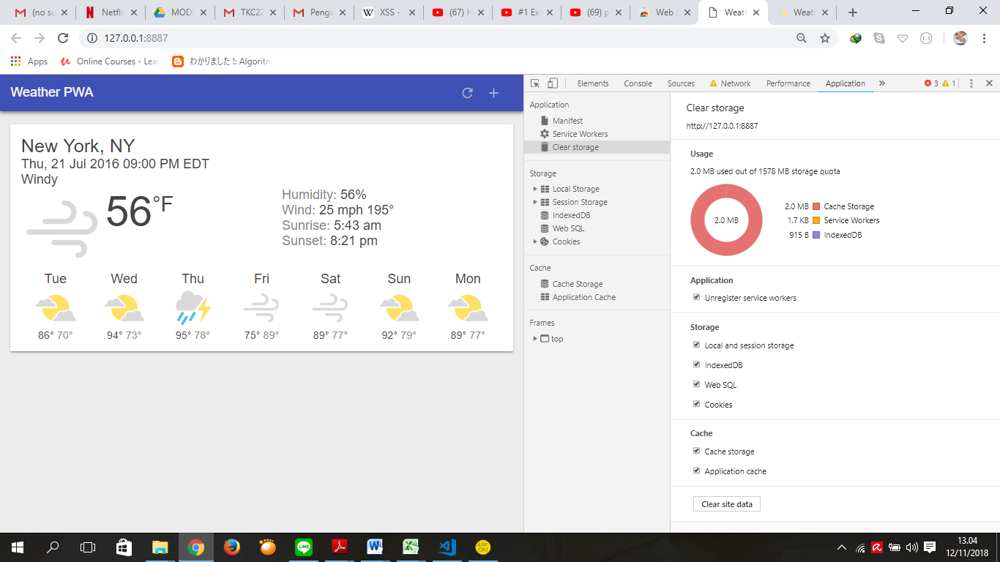 (no su
Netfli
MODU
TKC22
Penga
XSS -
(67) H
#1 Exe
(69) p
Web S
Weath
Weath
127.0.0.1:8887
Apps
Online Courses - Lear
わかりました !: Algoritm
Weather PWA
New York, NY
Thu, 21 Jul 2016 09:00 PM EDT
Windy
56°F
Humidity: 56%
Wind: 25 mph 195°
Sunrise: 5:43 am
Sunset: 8:21 pm
Tue Wed Thu Fri Sat Sun Mon
86° 70° 94° 73° 95° 78° 75° 89° 89° 77° 92° 79° 89° 77°
Elements Console Sources Network Performance Application » 3 1
Application
Manifest
Service Workers
Clear storage
Storage
Local Storage
Session Storage
IndexedDB
Web SQL
Cookies
Cache
Cache Storage
Application Cache
Frames
top
Clear storage
http://127.0.0.1:8887
Usage
2.0 MB used out of 1578 MB storage quota
2.0 MB
2.0 MB Cache Storage
1.7 KB Service Workers
915 B IndexedDB
Application
Unregister service workers
Storage
Local and session storage
IndexedDB
Web SQL
Cookies
Cache
Cache storage
Application cache
Clear site data
LINE
13.04
12/11/2018